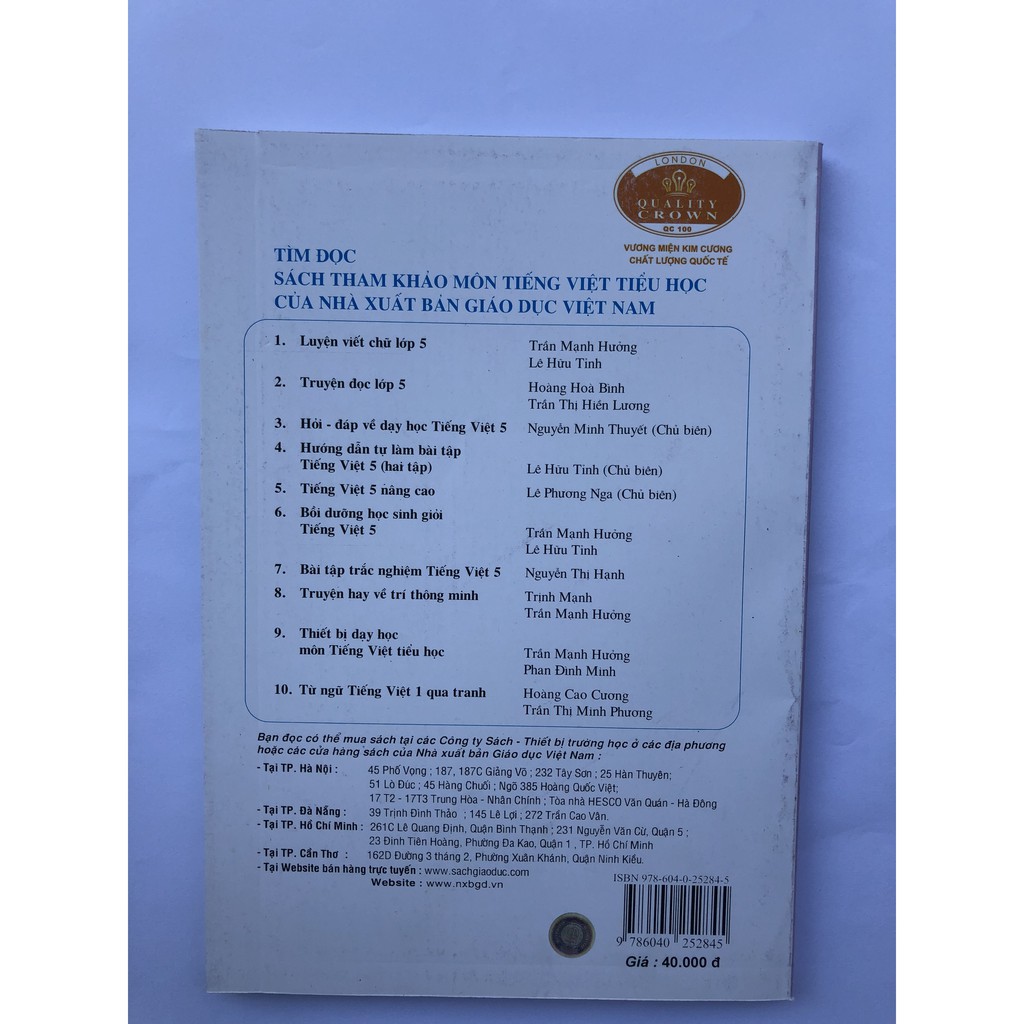 LONDON
QUALITY
CROWN
QC 100
VƯƠNG MIỆN KIM CƯƠNG
CHẤT LƯỢNG QUỐC TẾ
TÌM ĐỌC
SÁCH THAM KHẢO MÔN TIẾNG VIỆT TIỂU HỌC
CỦA NHÀ XUẤT BẢN GIÁO DỤC VIỆT NAM
1. Luyện viết chữ lớp 5 Trần Mạnh Hưởng
Lê Hữu Tỉnh
2. Truyện đọc lớp 5 Hoàng Hoà Bình
Trần Thị Hiền Lương
3. Hỏi - đáp về dạy học Tiếng Việt 5 Nguyễn Minh Thuyết (Chủ biên)
4. Hướng dẫn tự làm bài tập
Tiếng Việt 5 (hai tập) Lê Hữu Tỉnh (Chủ biên)
5. Tiếng Việt 5 nâng cao Lê Phương Nga (Chủ biên)
6. Bồi dưỡng học sinh giỏi
Tiếng Việt 5 Trần Mạnh Hưởng
Lê Hữu Tỉnh
7. Bài tập trắc nghiệm Tiếng Việt 5 Nguyễn Thị Hạnh
8. Truyện hay về trí thông minh Trịnh Mạnh
Trần Mạnh Hưởng
9. Thiết bị dạy học
môn Tiếng Việt tiểu học Trần Mạnh Hưởng
Phan Đình Minh
10. Từ ngữ Tiếng Việt 1 qua tranh Hoàng Cao Cương
Trần Thị Minh Phương
Bạn đọc có thể mua sách tại các Công ty Sách - Thiết bị trường học ở các địa phương
hoặc các cửa hàng sách của Nhà xuất bản Giáo dục Việt Nam :
- Tại TP. Hà Nội : 45 Phố Vọng ; 187, 187C Giảng Võ ; 232 Tây Sơn ; 25 Hàn Thuyên;
51 Lò Đúc ; 45 Hàng Chuối ; Ngõ 385 Hoàng Quốc Việt;
17 T2 - 17T3 Trung Hòa - Nhân Chính ; Tòa nhà HESCO Văn Quán - Hà Đông
- Tại TP. Đà Nẵng : 39 Trịnh Đình Thảo ; 145 Lê Lợi ; 272 Trần Cao Vân.
- Tại TP. Hồ Chí Minh : 261C Lê Quang Định, Quận Bình Thạnh ; 231 Nguyễn Văn Cừ, Quận 5 ;
23 Đinh Tiên Hoàng, Phường Đa Kao, Quận 1 , TP. Hồ Chí Minh
- Tại TP. Cần Thơ : 162D Đường 3 tháng 2, Phường Xuân Khánh, Quận Ninh Kiều.
- Tại Website bán hàng trực tuyến : www.sachgiaoduc.com
Website : www.nxbgd.vn
ISBN 978-604-0-25284-5
9 786040 252845
Giá : 40.000 đ